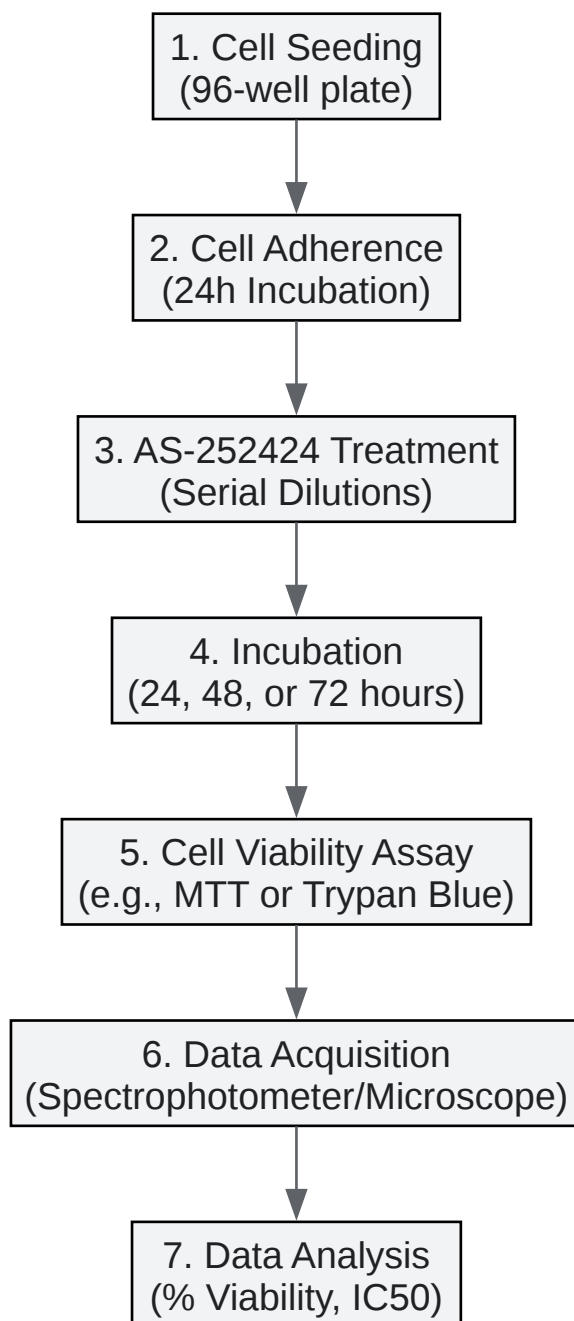 1. Cell Seeding
(96-well plate)
2. Cell Adherence
(24h Incubation)
3. AS-252424 Treatment
(Serial Dilutions)
4. Incubation
(24, 48, or 72 hours)
5. Cell Viability Assay
(e.g., MTT or Trypan Blue)
6. Data Acquisition
(Spectrophotometer/Microscope)
7. Data Analysis
(% Viability, IC50)